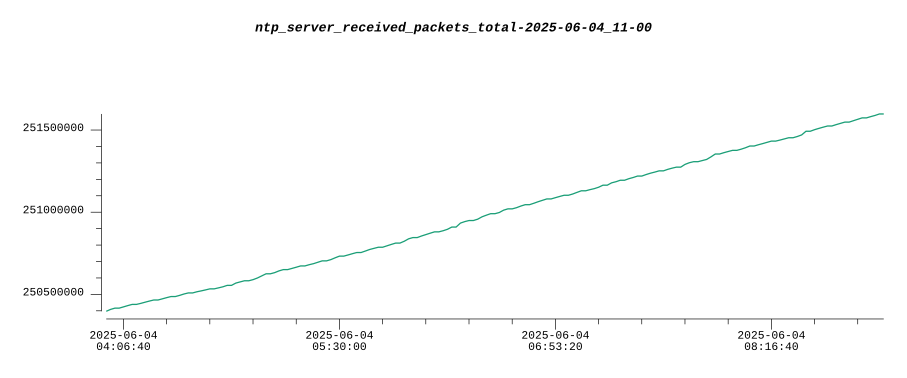 ntp_server_received_packets_total-2025-06-04_11-00
251500000
251000000
250500000
2025-06-04 2025-06-04 2025-06-04 2025-06-04
04:06:40 05:30:00 06:53:20 08:16:40